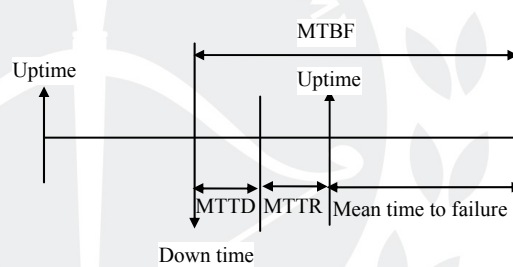 MTBF
Uptime
Uptime
MTTD
MTTR
Mean time to failure
Down time